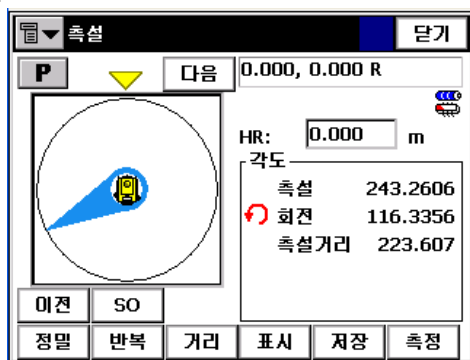 측설 닫기
P 다음 0.000, 0.000 R
HR: 0.000 m
각도
측설 243.2606
회전 116.3356
측설거리 223.607
이전 SO
정밀 반복 거리 표시 저장 측정